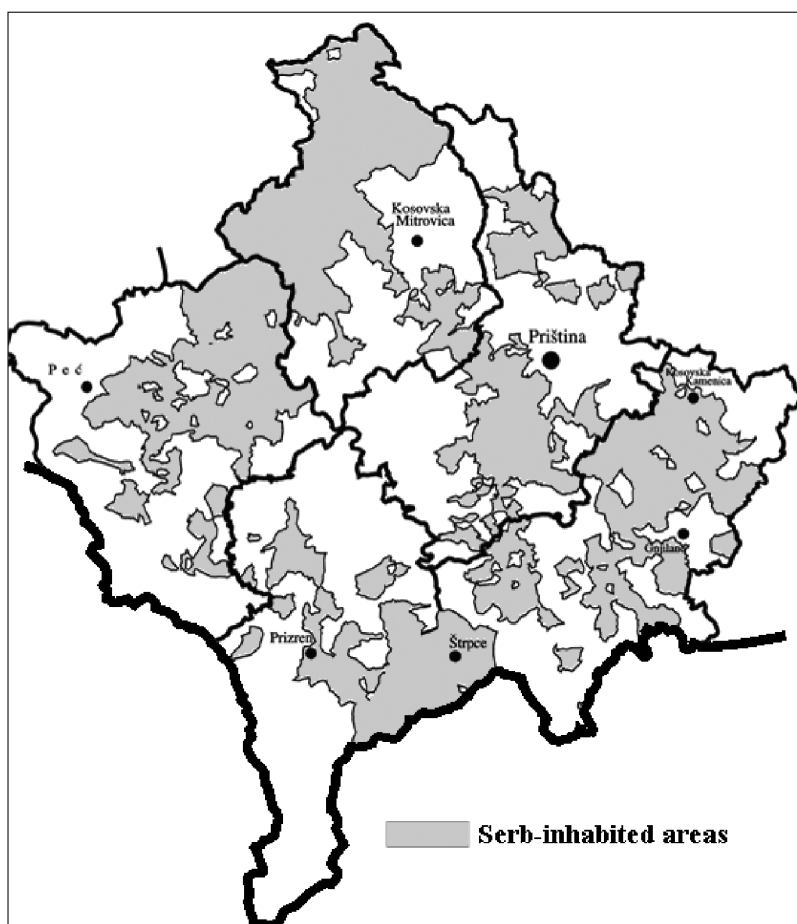 Kosovska
Mitrovica
Priština
Peć
Kosovska
Kamenica
Gnjilane
Prizren
Štrpce
Serb-inhabited areas